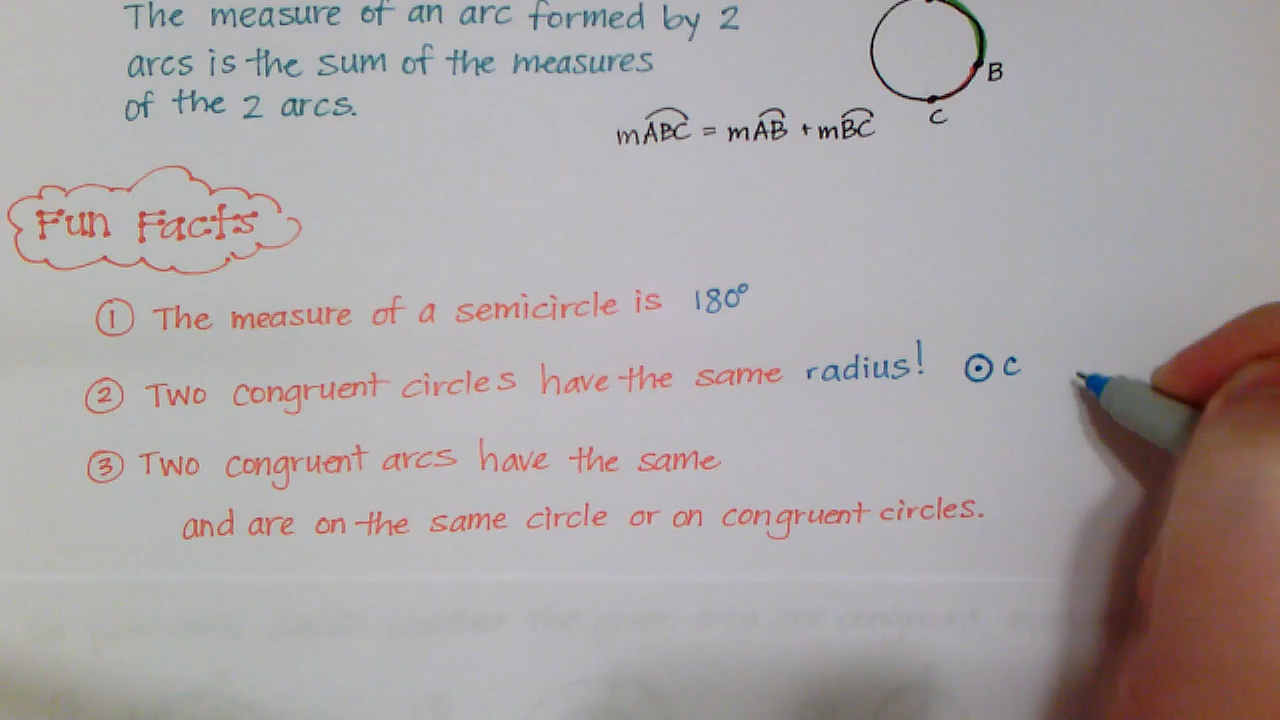 The measure of an arc formed by 2
arcs is the sum of the measures
of the 2 arcs.
B
C
mABC = mAB + mBC
Fun Facts
① The measure of a semicircle is 180°
② Two congruent circles have the same radius! ⊙ C
③ Two congruent arcs have the same
and are on the same circle or on congruent circles.